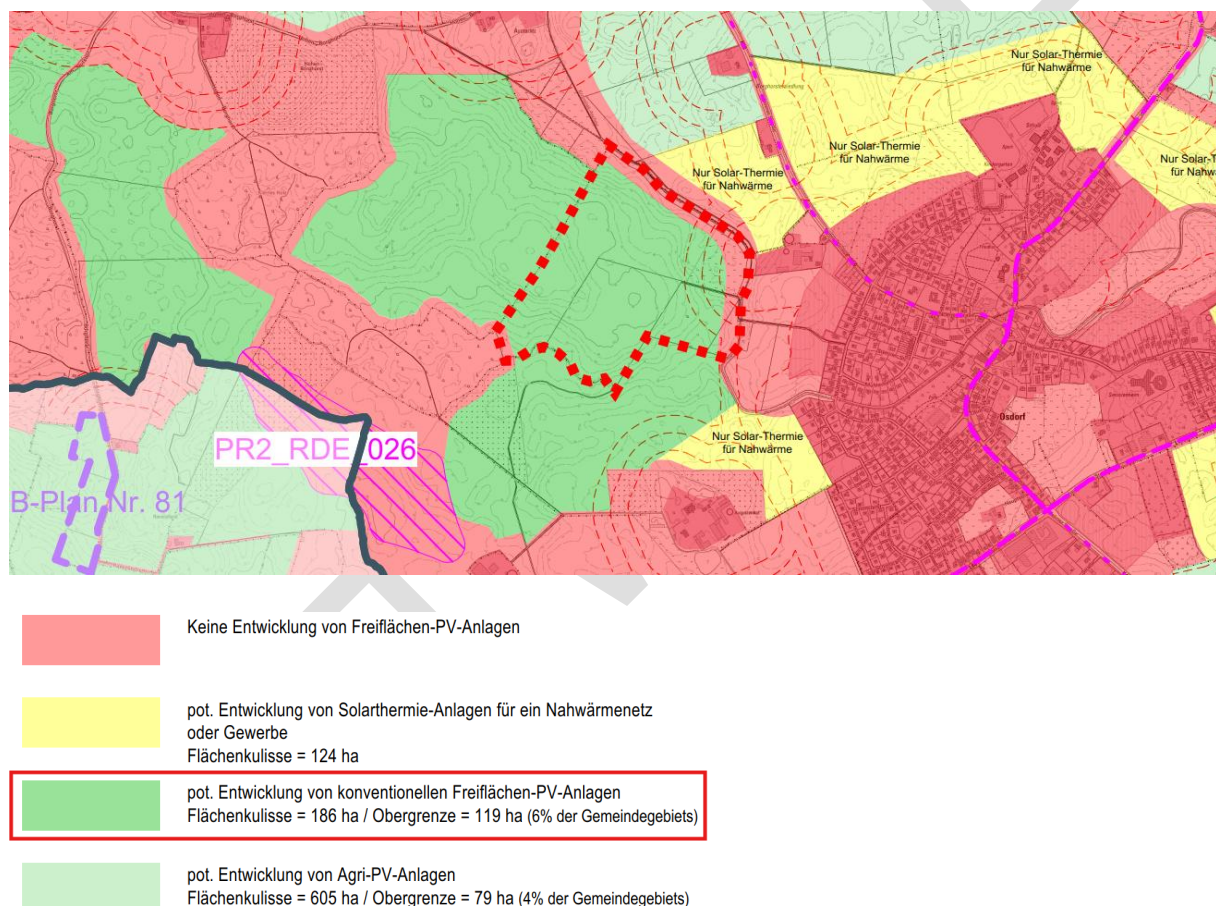 Nur Solar-Thermie
für Nahwärme
Nur Solar-Thermie
für Nahwärme
Nur Solar-T
für Nahw
Nur Solar-Thermie
für Nahwärme
Nur Solar-Thermie
für Nahwärme
Osdorf
PR2_RDE_026
B-Plan Nr. 81
Keine Entwicklung von Freiflächen-PV-Anlagen
pot. Entwicklung von Solarthermie-Anlagen für ein Nahwärmenetz
oder Gewerbe
Flächenkulisse = 124 ha
pot. Entwicklung von konventionellen Freiflächen-PV-Anlagen
Flächenkulisse = 186 ha / Obergrenze = 119 ha (6% der Gemeindegebiets)
pot. Entwicklung von Agri-PV-Anlagen
Flächenkulisse = 605 ha / Obergrenze = 79 ha (4% der Gemeindegebiets)